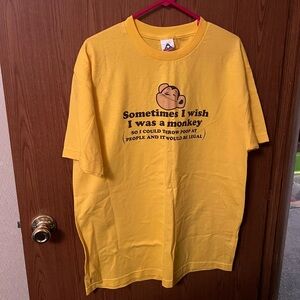 Sometimes I wish
I was a monkey
SO I COULD THROW POOP AT
(PEOPLE AND IT WOULD BE LEGAL)